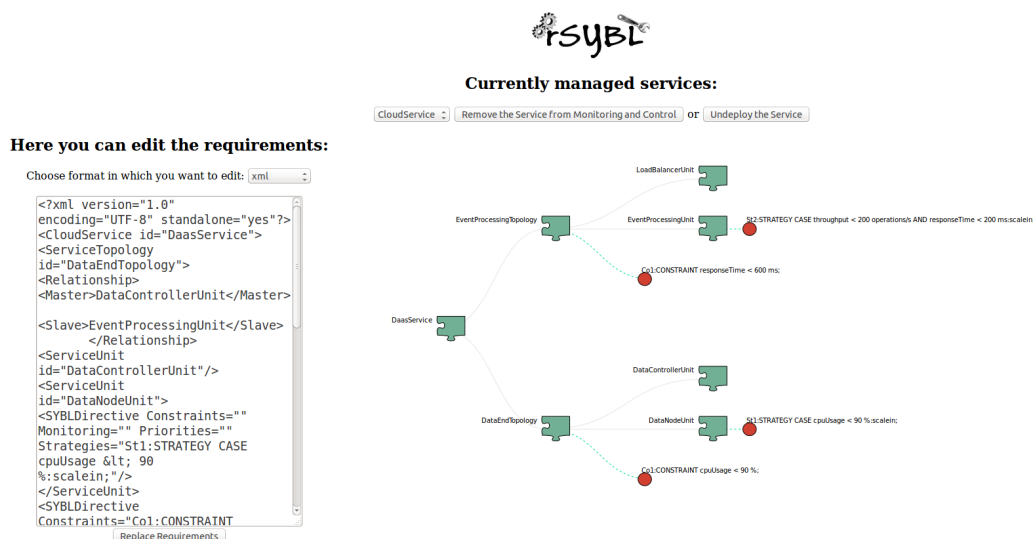 rSYBL
Currently managed services:
CloudService Remove the Service from Monitoring and Control or Undeploy the Service
Here you can edit the requirements:
Choose format in which you want to edit: xml
<?xml version="1.0"
encoding="UTF-8" standalone="yes"?>
<CloudService id="DaasService">
<ServiceTopology
id="DataEndTopology">
<Relationship>
<Master>DataControllerUnit</Master>
<Slave>EventProcessingUnit</Slave>
</Relationship>
<ServiceUnit
id="DataControllerUnit"/>
<ServiceUnit
id="DataNodeUnit">
<SYBLDirective Constraints=""
Monitoring="" Priorities=""
Strategies="St1:STRATEGY CASE
cpuUsage &lt; 90
%:scalein;"/>
</ServiceUnit>
<SYBLDirective
Constraints="Co1:CONSTRAINT
Replace Requirements
LoadBalancerUnit
EventProcessingTopology
EventProcessingUnit
St2:STRATEGY CASE throughput < 200 operations/s AND responseTime < 200 ms:scalein
Co1:CONSTRAINT responseTime < 600 ms;
DaasService
DataControllerUnit
DataEndTopology
DataNodeUnit
St1:STRATEGY CASE cpuUsage < 90 %:scalein;
Co1:CONSTRAINT cpuUsage < 90 %;